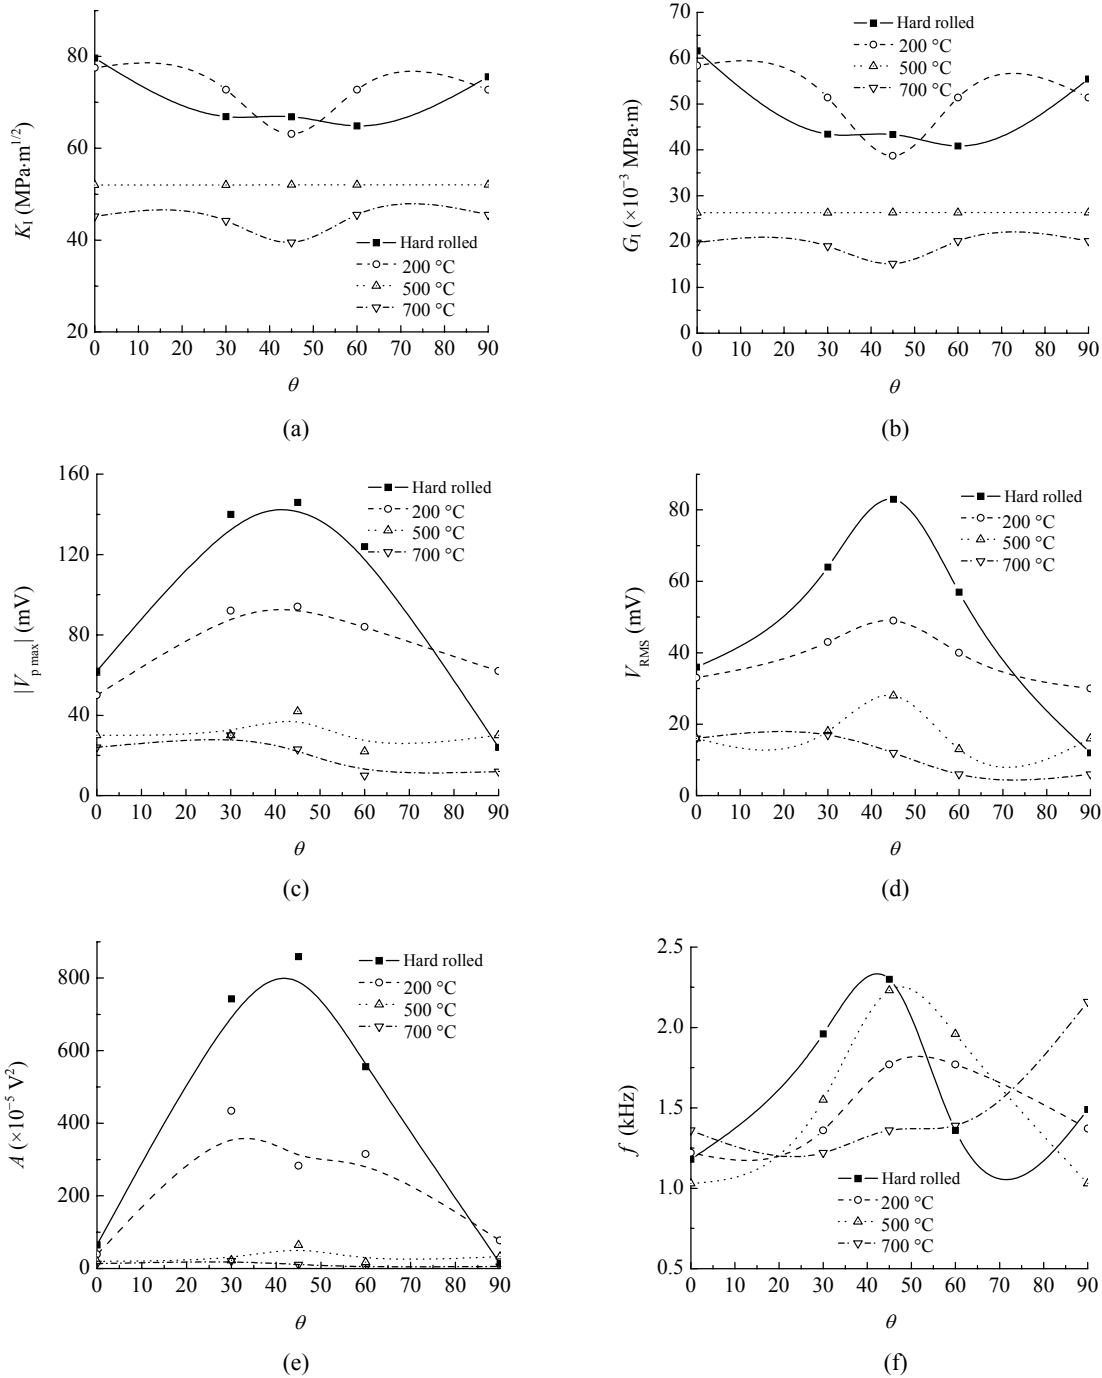 80
60
40
20
K_I (MPa·m^{1/2})
Hard rolled
200 °C
500 °C
700 °C
0 10 20 30 40 50 60 70 80 90
θ
(a)
70
60
50
40
30
20
10
0
G_I (×10^{−3} MPa·m)
Hard rolled
200 °C
500 °C
700 °C
0 10 20 30 40 50 60 70 80 90
θ
(b)
160
120
80
40
0
|V_{p max}| (mV)
Hard rolled
200 °C
500 °C
700 °C
0 10 20 30 40 50 60 70 80 90
θ
(c)
80
60
40
20
0
V_{RMS} (mV)
Hard rolled
200 °C
500 °C
700 °C
0 10 20 30 40 50 60 70 80 90
θ
(d)
800
600
400
200
0
A (×10^{−5} V^2)
Hard rolled
200 °C
500 °C
700 °C
0 10 20 30 40 50 60 70 80 90
θ
(e)
2.5
2.0
1.5
1.0
0.5
f (kHz)
Hard rolled
200 °C
500 °C
700 °C
0 10 20 30 40 50 60 70 80 90
θ
(f)